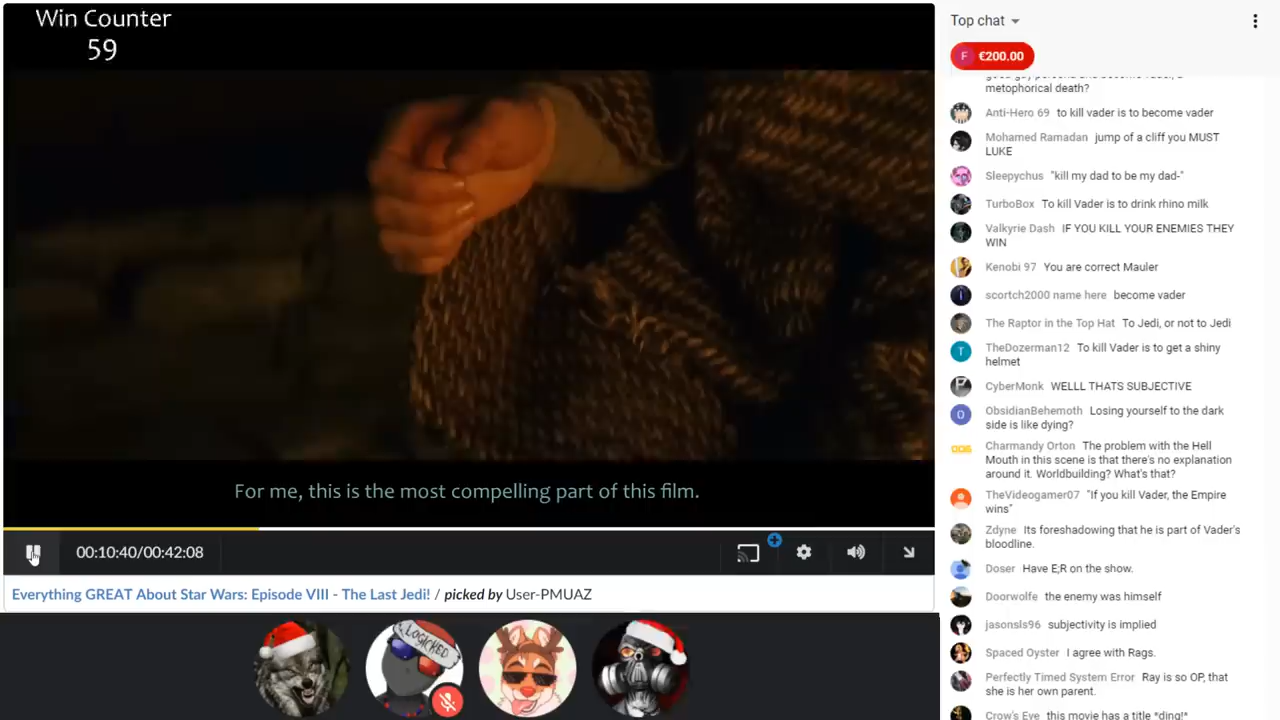 Win Counter
59
For me, this is the most compelling part of this film.
00:10:40/00:42:08
Everything GREAT About Star Wars: Episode VIII - The Last Jedi! / picked by User-PMUAZ
LOGICKED
Top chat
F €200.00
metophorical death?
Anti-Hero 69 to kill vader is to become vader
Mohamed Ramadan jump of a cliff you MUST
LUKE
Sleepychus "kill my dad to be my dad-"
TurboBox To kill Vader is to drink rhino milk
Valkyrie Dash IF YOU KILL YOUR ENEMIES THEY
WIN
Kenobi 97 You are correct Mauler
scortch2000 name here become vader
The Raptor in the Top Hat To Jedi, or not to Jedi
T
TheDozerman12 To kill Vader is to get a shiny
helmet
CyberMonk WELLL THATS SUBJECTIVE
O
ObsidianBehemoth Losing yourself to the dark
side is like dying?
Charmandy Orton The problem with the Hell
Mouth in this scene is that there's no explanation
around it. Worldbuilding? What's that?
TheVideogamer07 "If you kill Vader, the Empire
wins"
Zdyne Its foreshadowing that he is part of Vader's
bloodline.
Doser Have E;R on the show.
Doorwolfe the enemy was himself
jasonsls96 subjectivity is implied
Spaced Oyster I agree with Rags.
Perfectly Timed System Error Ray is so OP, that
she is her own parent.
Crow's Eye this movie has a title *ding!*